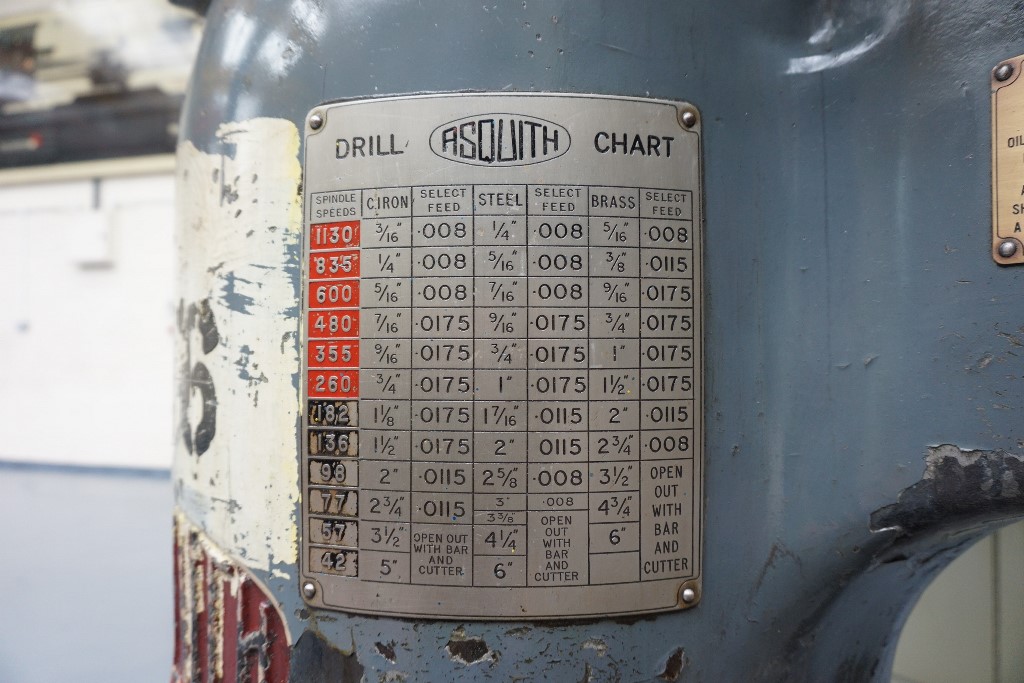 DRILL ASQUITH CHART
SPINDLE SPEEDS C.IRON SELECT FEED STEEL SELECT FEED BRASS SELECT FEED
1130 3/16" .008 1/4" .008 5/16" .008
835 1/4" .008 5/16" .008 3/8" .0115
600 5/16" .008 7/16" .008 9/16" .0175
480 7/16" .0175 9/16" .0175 3/4" .0175
355 9/16" .0175 3/4" .0175 1" .0175
260 3/4" .0175 1" .0175 1 1/2" .0175
182 1 1/8" .0175 1 7/16" .0115 2" .0115
136 1 1/2" .0175 2" .0115 2 3/4" .008
98 2" .0115 2 5/8" .008 3 1/2" OPEN OUT WITH BAR AND CUTTER
77 2 3/4" .0115 3" .008 4 3/4"
3 3/8"
57 3 1/2" OPEN OUT WITH BAR AND CUTTER 4 1/4" OPEN OUT WITH BAR AND CUTTER 6"
42 5" 6"
OIL
A
SH
A